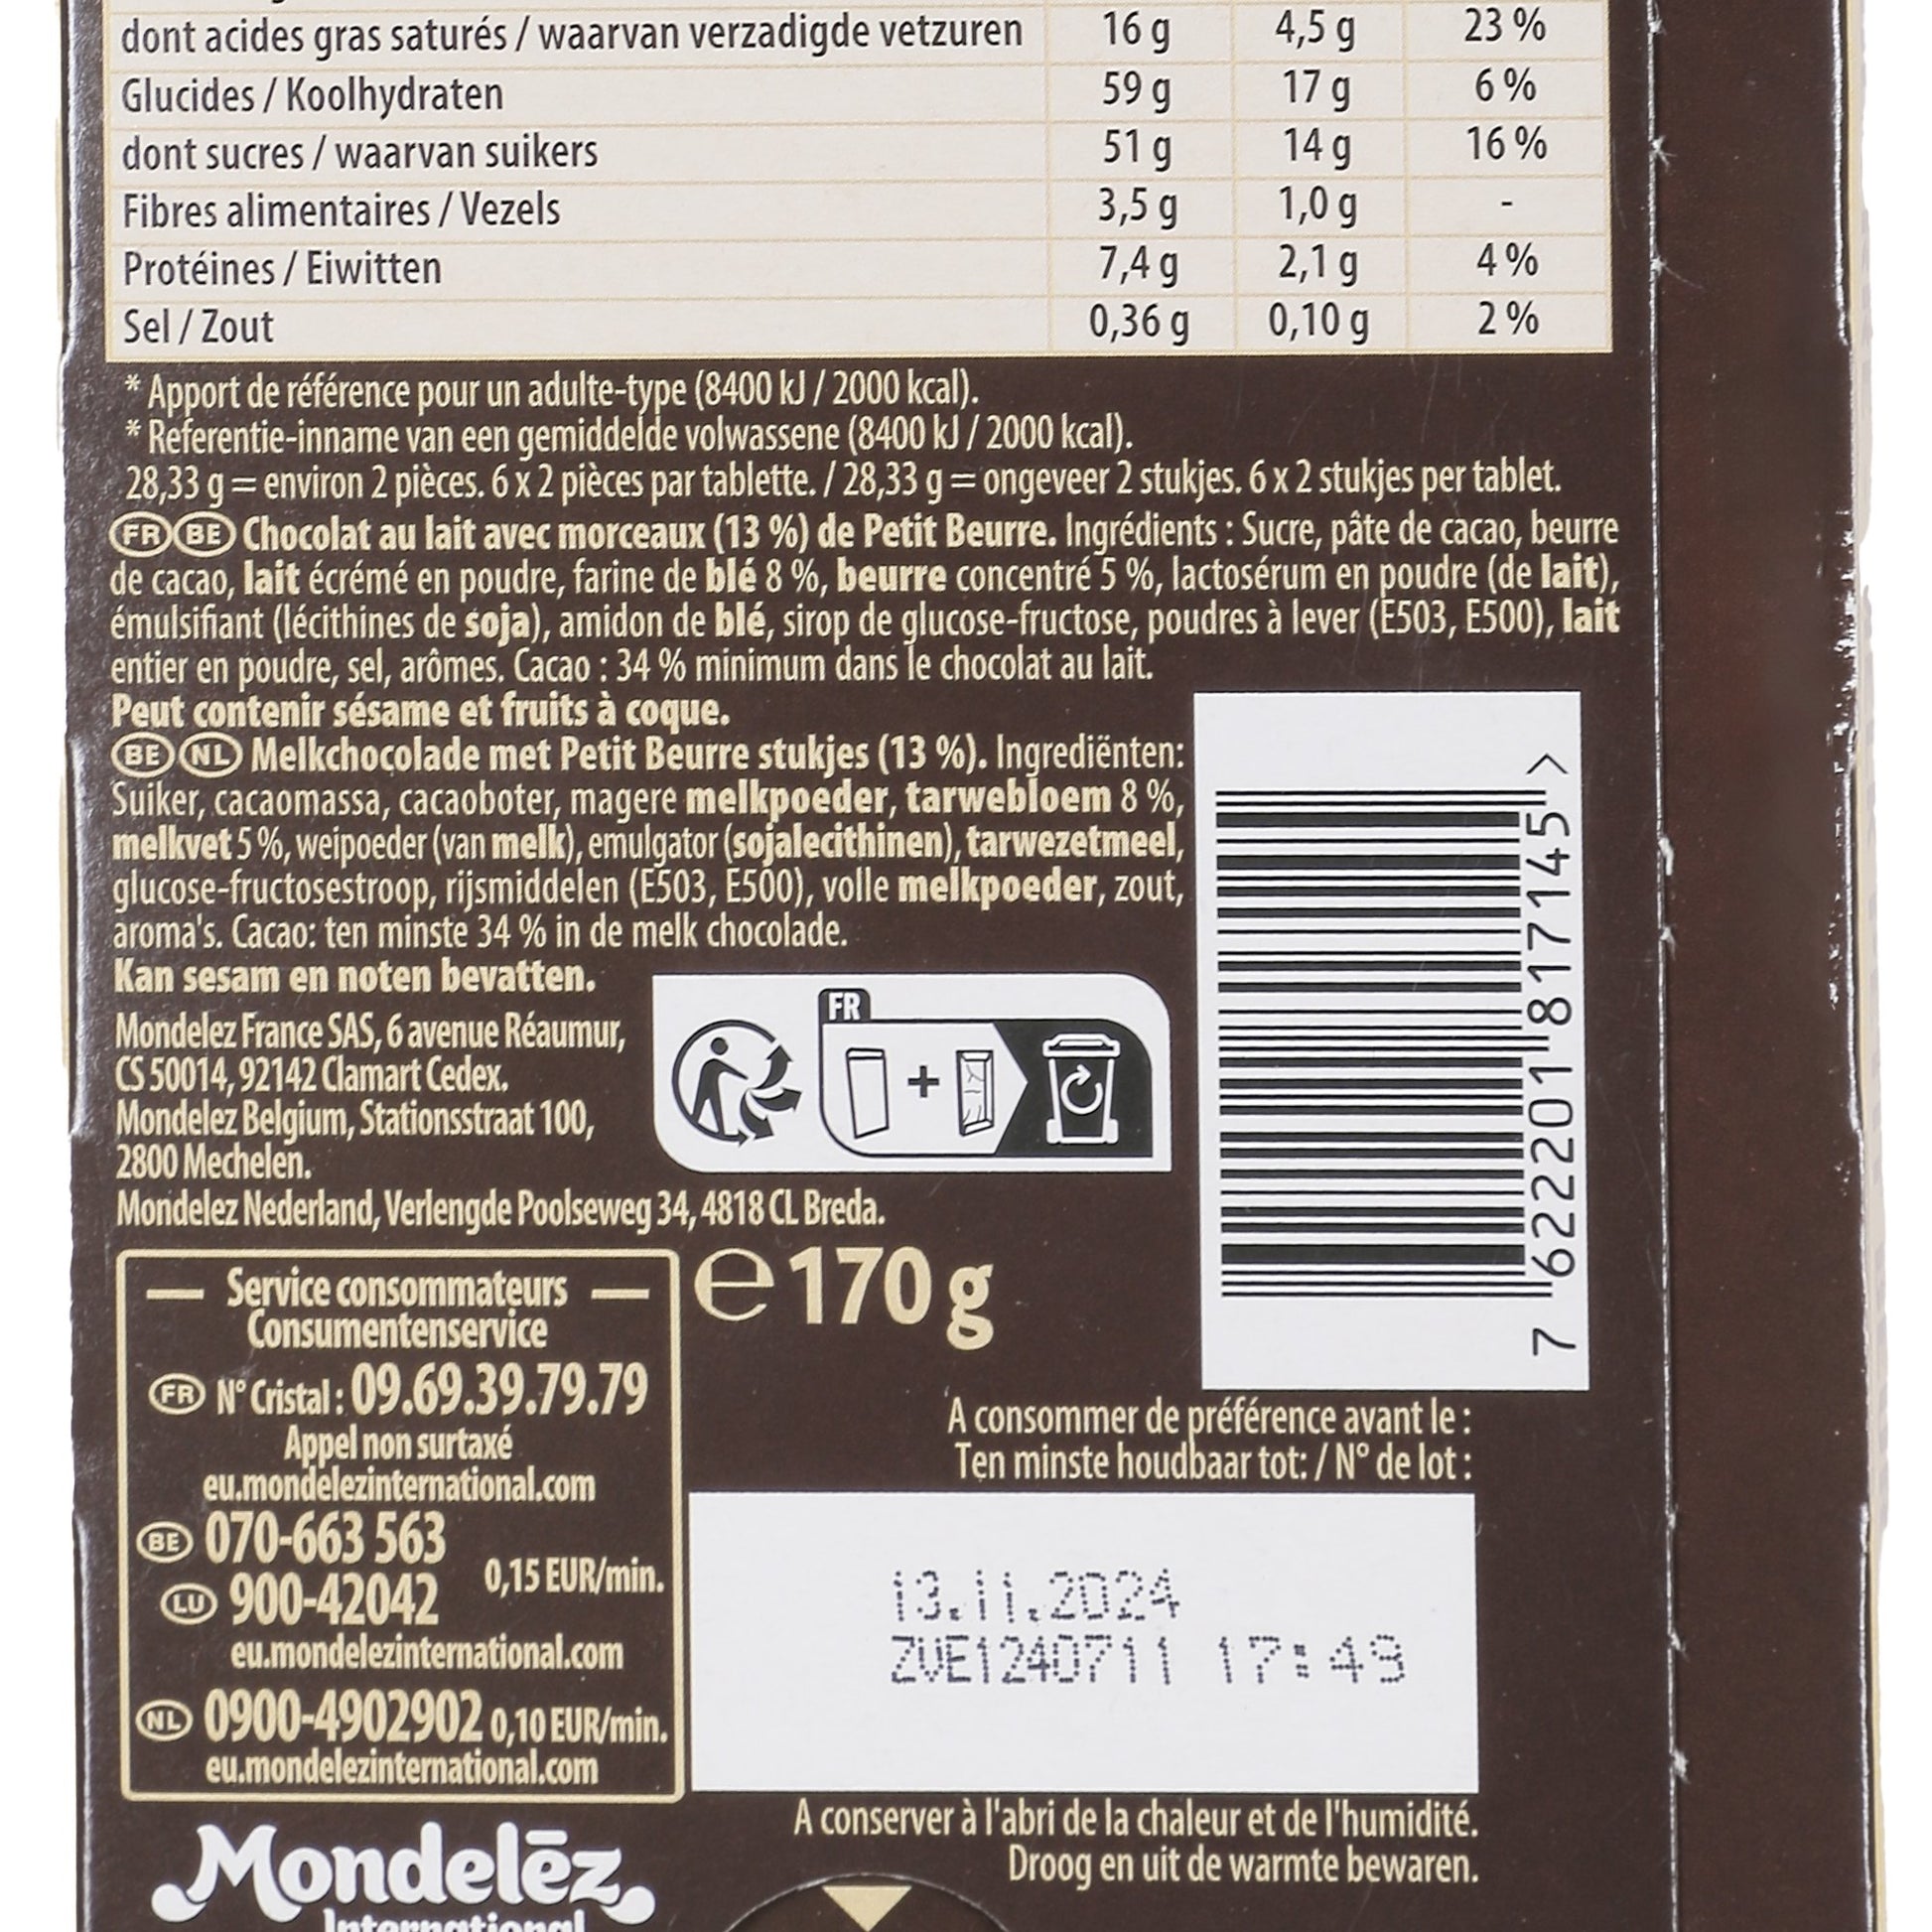 dont acides gras saturés / waarvan verzadigde vetzuren 16 g 4,5 g 23 %
Glucides / Koolhydraten 59 g 17 g 6 %
dont sucres / waarvan suikers 51 g 14 g 16 %
Fibres alimentaires / Vezels 3,5 g 1,0 g -
Protéines / Eiwitten 7,4 g 2,1 g 4 %
Sel / Zout 0,36 g 0,10 g 2 %
* Apport de référence pour un adulte-type (8400 kJ / 2000 kcal).
* Referentie-inname van een gemiddelde volwassene (8400 kJ / 2000 kcal).
28,33 g = environ 2 pièces. 6 x 2 pièces par tablette. / 28,33 g = ongeveer 2 stukjes. 6 x 2 stukjes per tablet.
FR BE Chocolat au lait avec morceaux (13 %) de Petit Beurre. Ingrédients : Sucre, pâte de cacao, beurre
de cacao, lait écrémé en poudre, farine de blé 8 %, beurre concentré 5 %, lactosérum en poudre (de lait),
émulsifiant (lécithines de soja), amidon de blé, sirop de glucose-fructose, poudres à lever (E503, E500), lait
entier en poudre, sel, arômes. Cacao : 34 % minimum dans le chocolat au lait.
Peut contenir sésame et fruits à coque.
BE NL Melkchocolade met Petit Beurre stukjes (13 %). Ingrediënten:
Suiker, cacaomassa, cacaoboter, magere melkpoeder, tarwebloem 8 %,
melkvet 5 %, weipoeder (van melk), emulgator (sojalecithinen), tarwezetmeel,
glucose-fructosestroop, rijsmiddelen (E503, E500), volle melkpoeder, zout,
aroma's. Cacao: ten minste 34 % in de melk chocolade.
Kan sesam en noten bevatten.
Mondelez France SAS, 6 avenue Réaumur,
CS 50014, 92142 Clamart Cedex.
Mondelez Belgium, Stationsstraat 100,
2800 Mechelen.
Mondelez Nederland, Verlengde Poolseweg 34, 4818 CL Breda.
FR
+
7 622201 817145 >
e 170 g
Service consommateurs
Consumentenservice
FR N° Cristal : 09.69.39.79.79
Appel non surtaxé
eu.mondelezinternational.com
BE 070-663 563
LU 900-42042
0,15 EUR/min.
eu.mondelezinternational.com
NL 0900-4902902 0,10 EUR/min.
eu.mondelezinternational.com
A consommer de préférence avant le :
Ten minste houdbaar tot: / N° de lot :
13.11.2024
ZUE1240711 17:49
A conserver à l'abri de la chaleur et de l'humidité.
Droog en uit de warmte bewaren.
Mondelēz
International